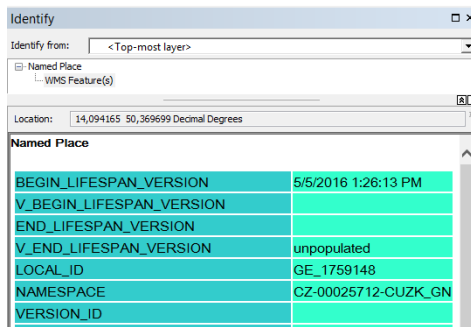 Identify
Identify from: <Top-most layer>
Named Place
WMS Feature(s)
Location: 14,094165 50,369699 Decimal Degrees
Named Place
BEGIN_LIFESPAN_VERSION 5/5/2016 1:26:13 PM
V_BEGIN_LIFESPAN_VERSION
END_LIFESPAN_VERSION
V_END_LIFESPAN_VERSION unpopulated
LOCAL_ID GE_1759148
NAMESPACE CZ-00025712-CUZK_GN
VERSION_ID